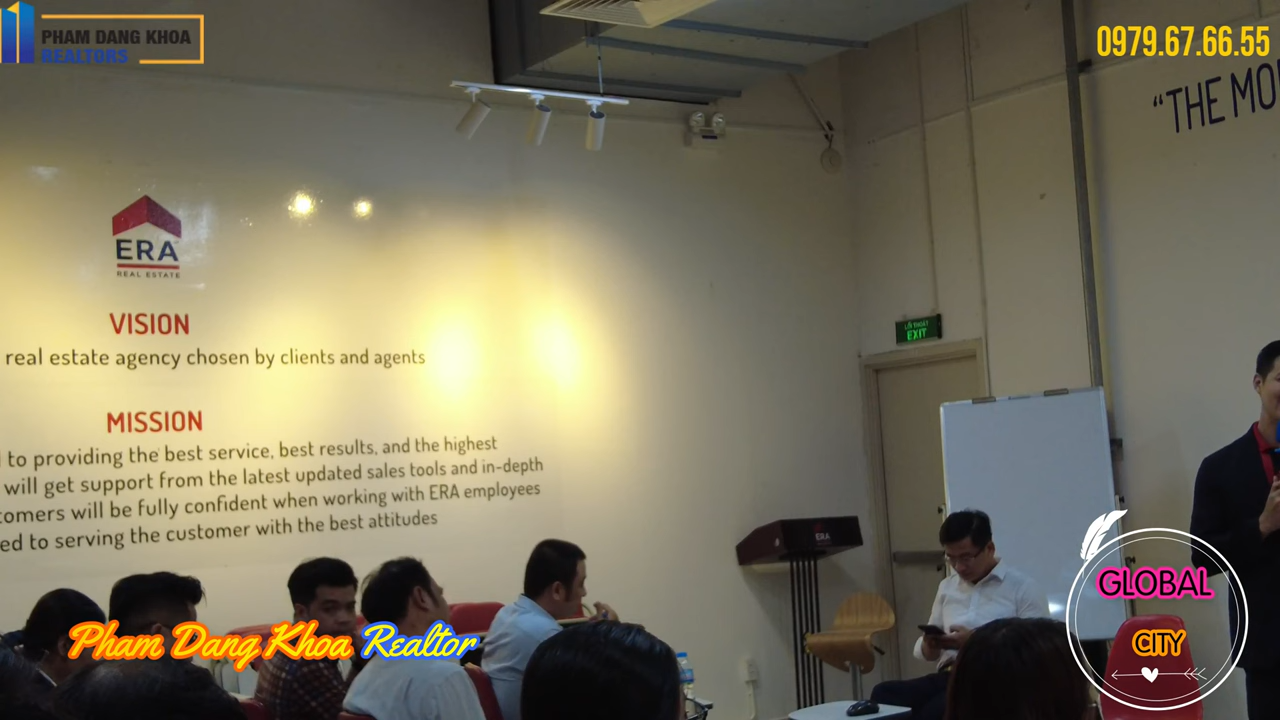 PHAM DANG KHOA
REALTORS
0979.67.66.55
"THE MO
ERA
REAL ESTATE
VISION
real estate agency chosen by clients and agents
MISSION
to providing the best service, best results, and the highest
will get support from the latest updated sales tools and in-depth
tomers will be fully confident when working with ERA employees
ed to serving the customer with the best attitudes
LỐI THOÁT
EXIT
ERA
GLOBAL
CITY
Pham Dang Khoa Realtor